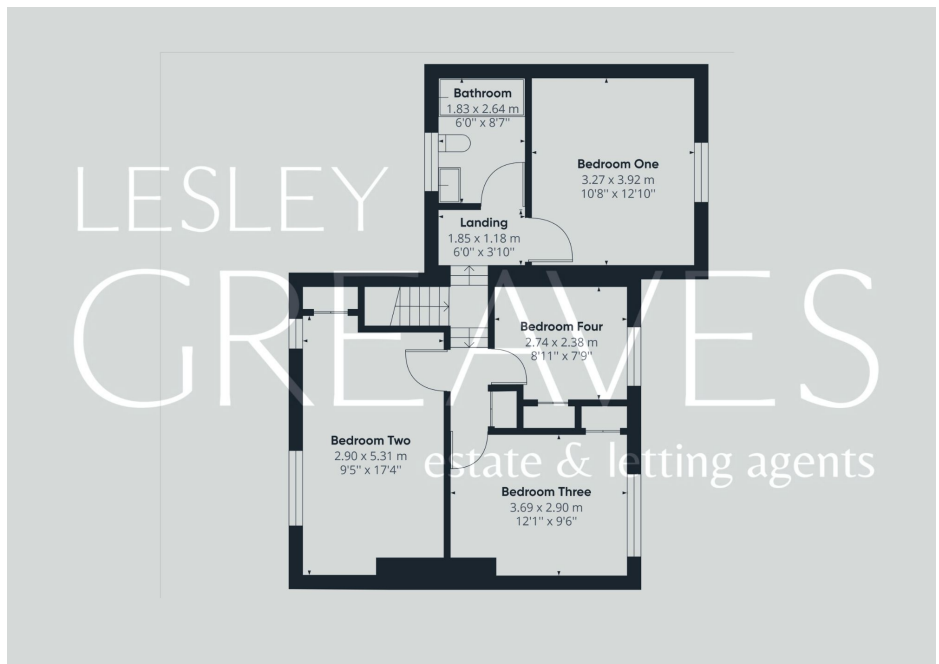 Bathroom
1.83 x 2.64 m
6'0" x 8'7"
Bedroom One
3.27 x 3.92 m
10'8" x 12'10"
LESLEY
Landing
1.85 x 1.18 m
6'0" x 3'10"
GREAVES
Bedroom Four
2.74 x 2.38 m
8'11" x 7'9"
Bedroom Two
2.90 x 5.31 m
9'5" x 17'4"
estate & letting agents
Bedroom Three
3.69 x 2.90 m
12'1" x 9'6"